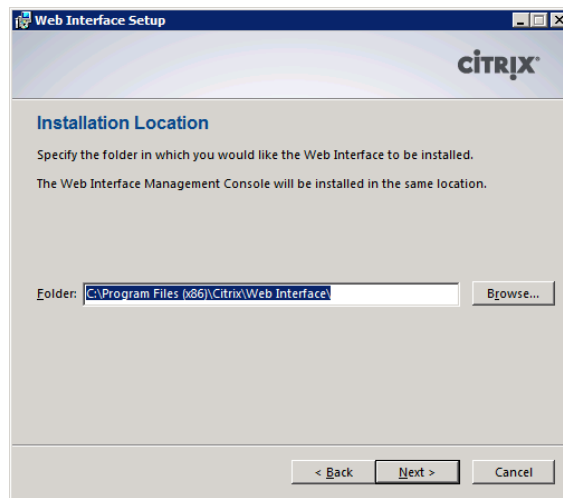 Web Interface Setup
CİTRIX
Installation Location
Specify the folder in which you would like the Web Interface to be installed.
The Web Interface Management Console will be installed in the same location.
Folder: C:\Program Files (x86)\Citrix\Web Interface\ Browse...
< Back Next > Cancel